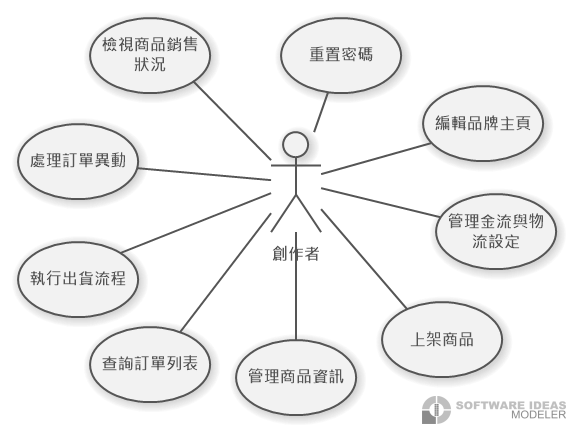 檢視商品銷售
狀況
重置密碼
編輯品牌主頁
處理訂單異動
管理金流與物
流設定
創作者
執行出貨流程
上架商品
查詢訂單列表
管理商品資訊
SOFTWARE IDEAS
MODELER